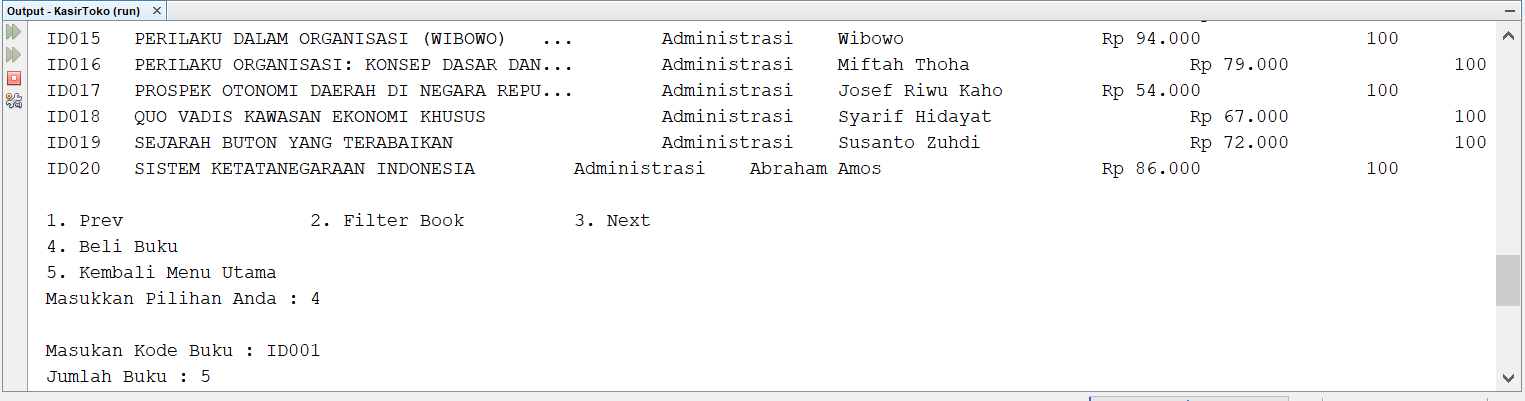 Output - KasirToko (run)
ID015 PERILAKU DALAM ORGANISASI (WIBOWO) ... Administrasi Wibowo Rp 94.000 100
ID016 PERILAKU ORGANISASI: KONSEP DASAR DAN... Administrasi Miftah Thoha Rp 79.000 100
ID017 PROSPEK OTONOMI DAERAH DI NEGARA REPU... Administrasi Josef Riwu Kaho Rp 54.000 100
ID018 QUO VADIS KAWASAN EKONOMI KHUSUS Administrasi Syarif Hidayat Rp 67.000 100
ID019 SEJARAH BUTON YANG TERABAIKAN Administrasi Susanto Zuhdi Rp 72.000 100
ID020 SISTEM KETATANEGARAAN INDONESIA Administrasi Abraham Amos Rp 86.000 100
1. Prev 2. Filter Book 3. Next
4. Beli Buku
5. Kembali Menu Utama
Masukkan Pilihan Anda : 4
Masukan Kode Buku : ID001
Jumlah Buku : 5